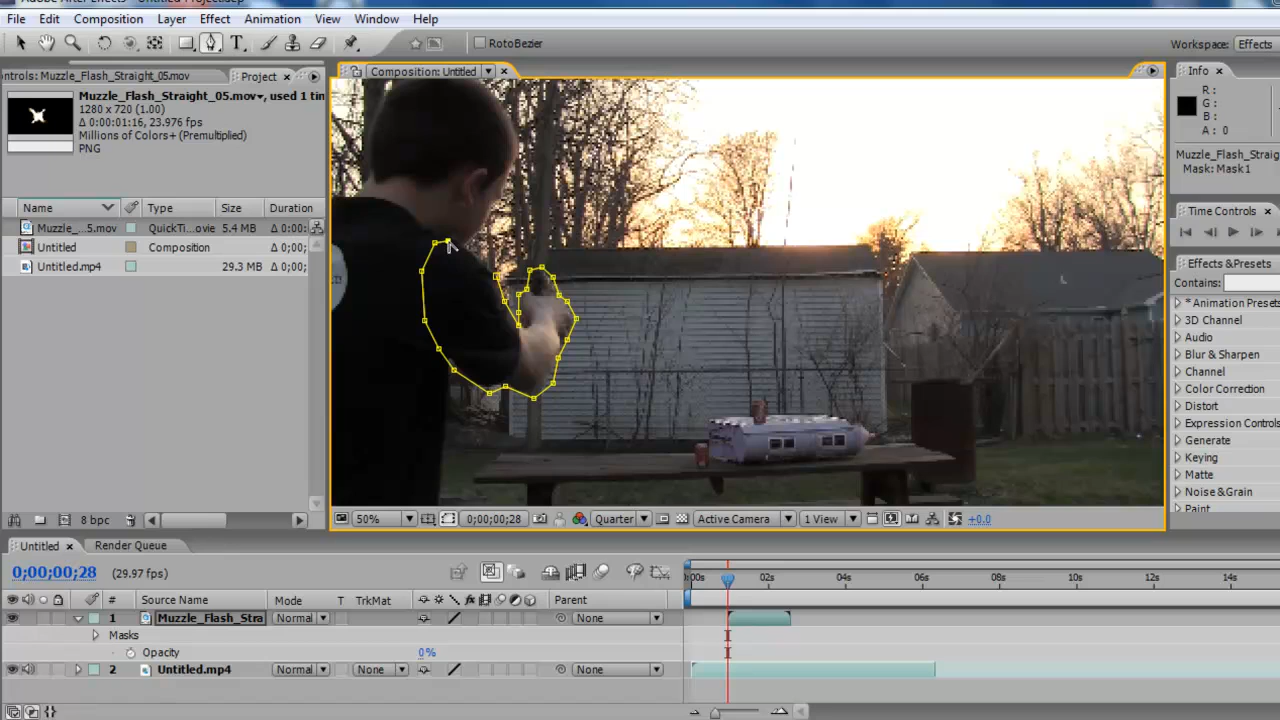 Adobe After Effects - Untitled Project.aep *
File Edit Composition Layer Effect Animation View Window Help
RotoBezier
Workspace: Effects
ontrols: Muzzle_Flash_Straight_05.mov Project
Composition: Untitled
Info
Muzzle_Flash_Straight_05.mov, used 1 tim
1280 x 720 (1.00)
Δ 0:00:01:16, 23.976 fps
Millions of Colors+ (Premultiplied)
PNG
R :
G :
B :
A : 0
Muzzle_Flash_Straig
Mask: Mask 1
Name Type Size Duration
Muzzle_...5.mov QuickTi...ovie 5.4 MB Δ 0:00:
Untitled Composition Δ 0;00;
Untitled.mp4 29.3 MB Δ 0;00;
Time Controls
Effects & Presets
Contains:
* Animation Presets
3D Channel
Audio
Blur & Sharpen
Channel
Color Correction
Distort
Expression Controls
Generate
Keying
Matte
Noise & Grain
Paint
8 bpc
50% 0;00;00;28 Quarter Active Camera 1 View +0.0
Untitled Render Queue
0;00;00;28 (29.97 fps)
# Source Name Mode T TrkMat Parent
0:00s 02s 04s 06s 08s 10s 12s 14s
1 Muzzle_Flash_Stra Normal None
Masks
Opacity 0%
2 Untitled.mp4 Normal None None